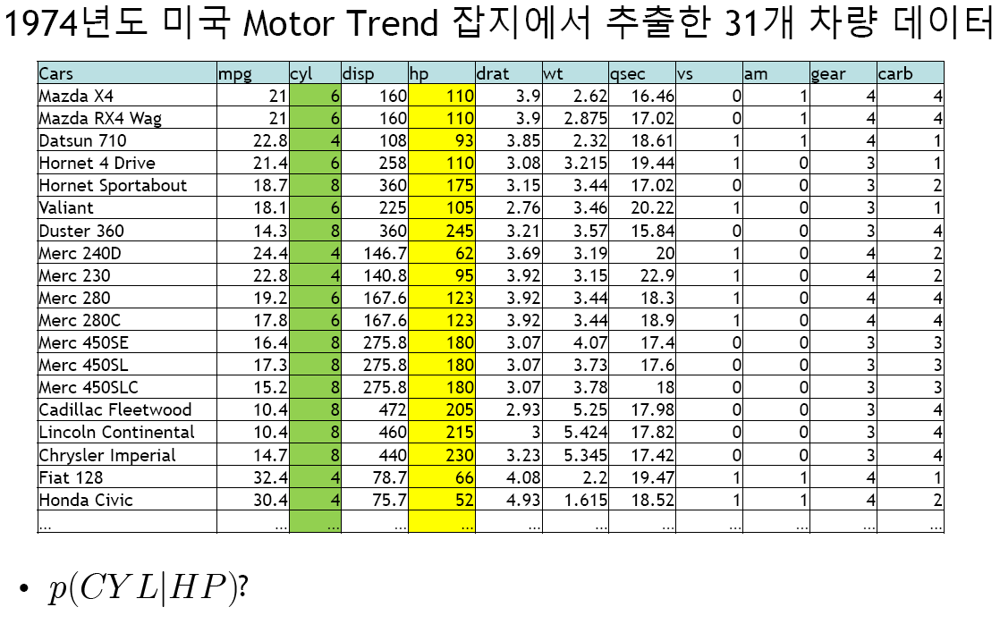 1974년도 미국 Motor Trend 잡지에서 추출한 31개 차량 데이터
Cars mpg cyl disp hp drat wt qsec vs am gear carb
Mazda X4 21 6 160 110 3.9 2.62 16.46 0 1 4 4
Mazda RX4 Wag 21 6 160 110 3.9 2.875 17.02 0 1 4 4
Datsun 710 22.8 4 108 93 3.85 2.32 18.61 1 1 4 1
Hornet 4 Drive 21.4 6 258 110 3.08 3.215 19.44 1 0 3 1
Hornet Sportabout 18.7 8 360 175 3.15 3.44 17.02 0 0 3 2
Valiant 18.1 6 225 105 2.76 3.46 20.22 1 0 3 1
Duster 360 14.3 8 360 245 3.21 3.57 15.84 0 0 3 4
Merc 240D 24.4 4 146.7 62 3.69 3.19 20 1 0 4 2
Merc 230 22.8 4 140.8 95 3.92 3.15 22.9 1 0 4 2
Merc 280 19.2 6 167.6 123 3.92 3.44 18.3 1 0 4 4
Merc 280C 17.8 6 167.6 123 3.92 3.44 18.9 1 0 4 4
Merc 450SE 16.4 8 275.8 180 3.07 4.07 17.4 0 0 3 3
Merc 450SL 17.3 8 275.8 180 3.07 3.73 17.6 0 0 3 3
Merc 450SLC 15.2 8 275.8 180 3.07 3.78 18 0 0 3 3
Cadillac Fleetwood 10.4 8 472 205 2.93 5.25 17.98 0 0 3 4
Lincoln Continental 10.4 8 460 215 3 5.424 17.82 0 0 3 4
Chrysler Imperial 14.7 8 440 230 3.23 5.345 17.42 0 0 3 4
Fiat 128 32.4 4 78.7 66 4.08 2.2 19.47 1 1 4 1
Honda Civic 30.4 4 75.7 52 4.93 1.615 18.52 1 1 4 2
... ... ... ... ... ... ... ... ... ... ... ...
• p(CYL|HP)?